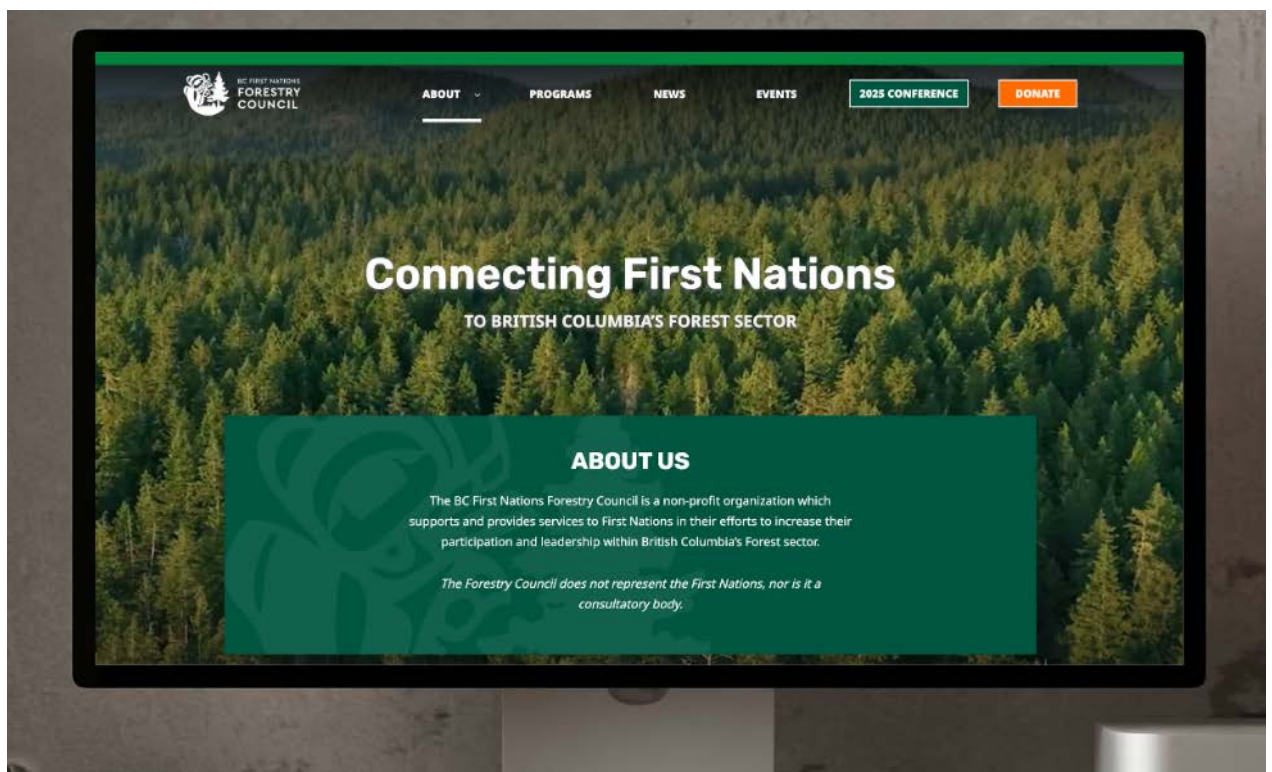 BC FIRST NATIONS
FORESTRY
COUNCIL
ABOUT
PROGRAMS
NEWS
EVENTS
2025 CONFERENCE
DONATE
Connecting First Nations
TO BRITISH COLUMBIA'S FOREST SECTOR
ABOUT US
The BC First Nations Forestry Council is a non-profit organization which
supports and provides services to First Nations in their efforts to increase their
participation and leadership within British Columbia's Forest sector.
The Forestry Council does not represent the First Nations, nor is it a
consultatory body.